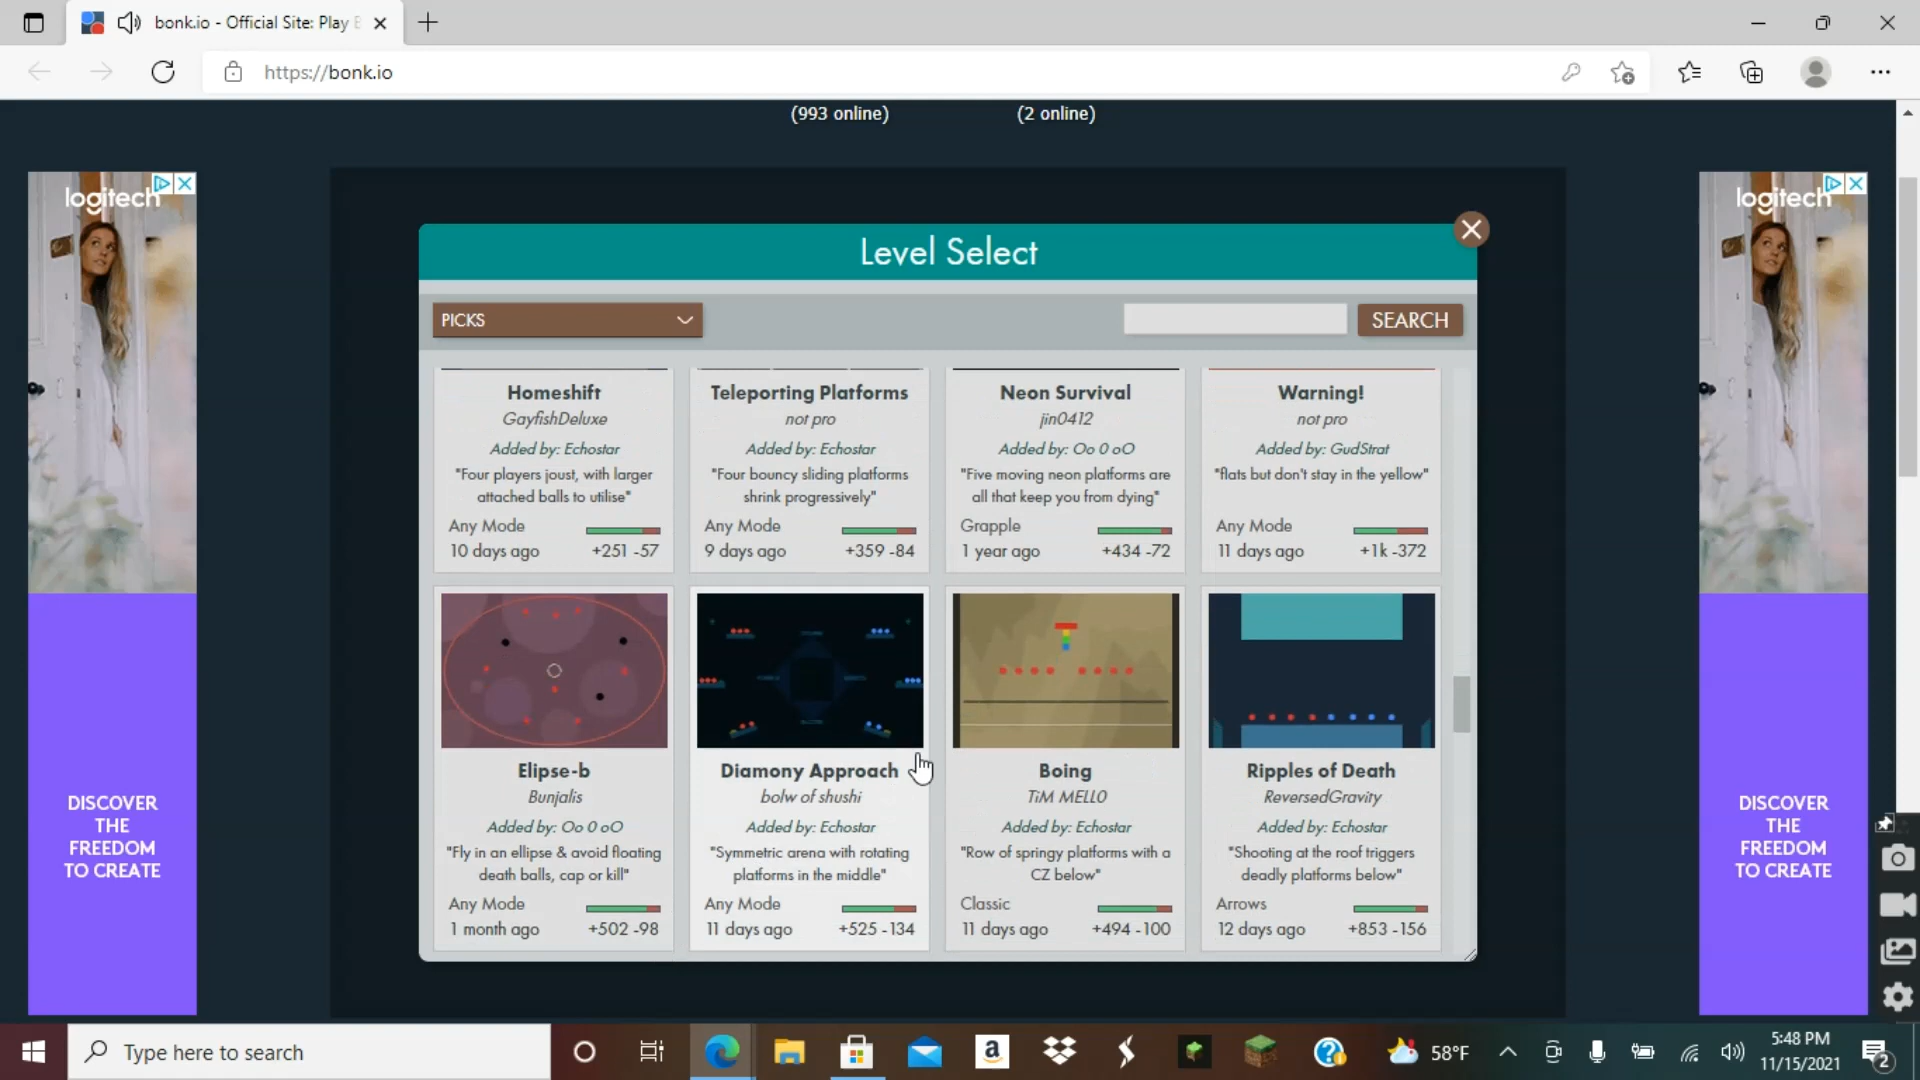 bonk.io - Official Site: Play B
https://bonk.io
(993 online)
(2 online)
logitech
DISCOVER
THE
FREEDOM
TO CREATE
Level Select
PICKS
SEARCH
Homeshift
GayfishDeluxe
Added by: Echostar
"Four players joust, with larger
attached balls to utilise"
Any Mode
10 days ago
+251 -57
Teleporting Platforms
not pro
Added by: Echostar
"Four bouncy sliding platforms
shrink progressively"
Any Mode
9 days ago
+359 -84
Neon Survival
jin0412
Added by: Oo 0 oO
"Five moving neon platforms are
all that keep you from dying"
Grapple
1 year ago
+434 -72
Warning!
not pro
Added by: GudStrat
"flats but don't stay in the yellow"
Any Mode
11 days ago
+1k -372
Elipse-b
Bunjalis
Added by: Oo 0 oO
"Fly in an ellipse & avoid floating
death balls, cap or kill"
Any Mode
1 month ago
+502 -98
Diamony Approach
bolw of shushi
Added by: Echostar
"Symmetric arena with rotating
platforms in the middle"
Any Mode
11 days ago
+525 -134
Boing
TiM MELLO
Added by: Echostar
"Row of springy platforms with a
CZ below"
Classic
11 days ago
+494 -100
Ripples of Death
ReversedGravity
Added by: Echostar
"Shooting at the roof triggers
deadly platforms below"
Arrows
12 days ago
+853 -156
logitech
DISCOVER
THE
FREEDOM
TO CREATE
Type here to search
58°F
5:48 PM
11/15/2021
2